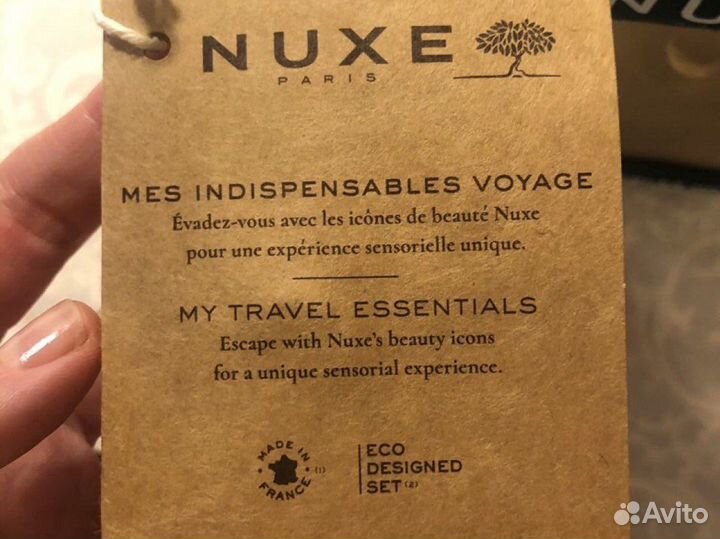 NUXE
PARIS
MES INDISPENSABLES VOYAGE
Évadez-vous avec les icônes de beauté Nuxe
pour une expérience sensorielle unique.
MY TRAVEL ESSENTIALS
Escape with Nuxe's beauty icons
for a unique sensorial experience.
MADE IN
FRANCE (1)
ECO
DESIGNED
SET (2)
Avito